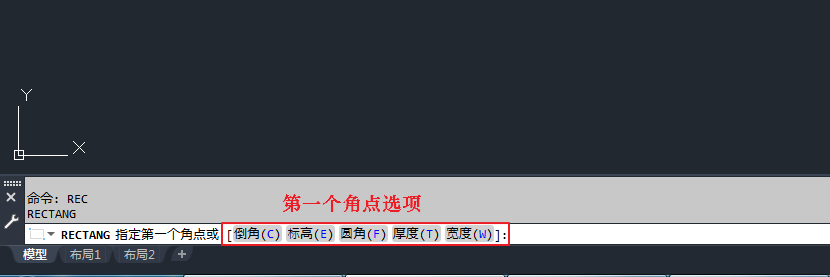 Y
X
命令: REC
第一个角点选项
RECTANG
RECTANG 指定第一个角点或 [倒角(C) 标高(E) 圆角(F) 厚度(T) 宽度(W)]:
模型 布局1 布局2 +